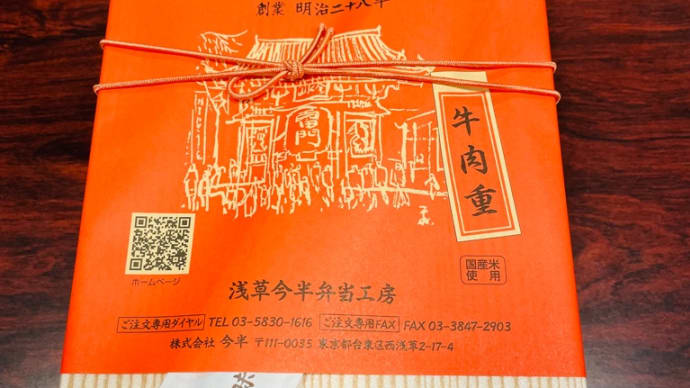 創業 明治二十八年
雷門
牛肉重
国産米
使用
ホームページ
浅草今半弁当工房
ご注文専用ダイヤル TEL 03-5830-1616 ご注文専用FAX FAX 03-3847-2903
株式会社 今半 〒111-0035 東京都台東区西浅草2-17-4